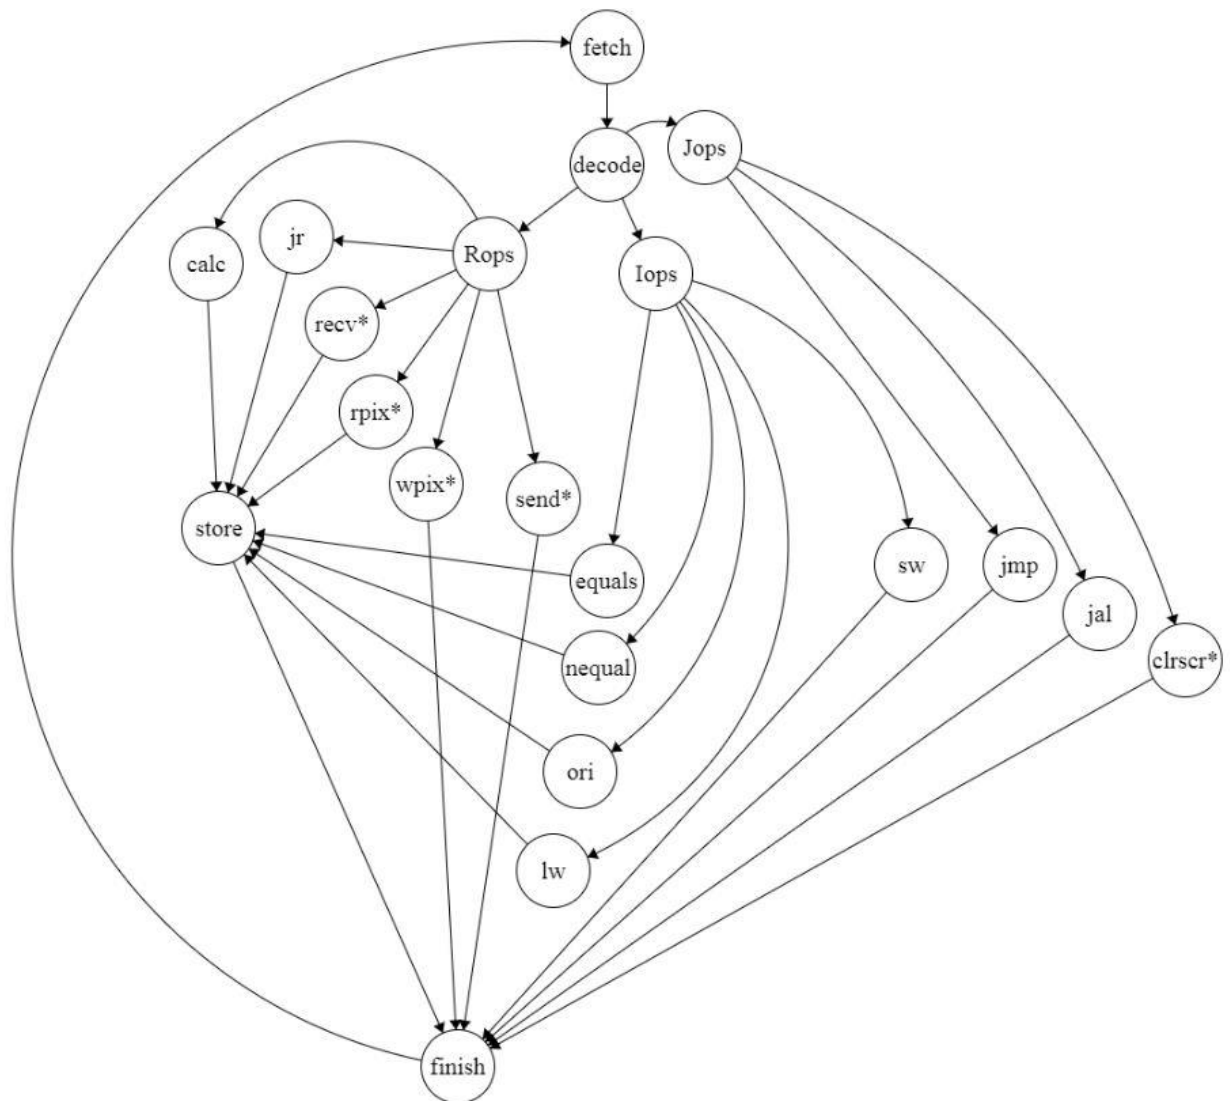 fetch
decode
Jops
jr
calc
Rops
Iops
recv*
rpix*
wpix*
send*
store
equals
sw
jmp
jal
nequal
clrscr*
ori
lw
finish